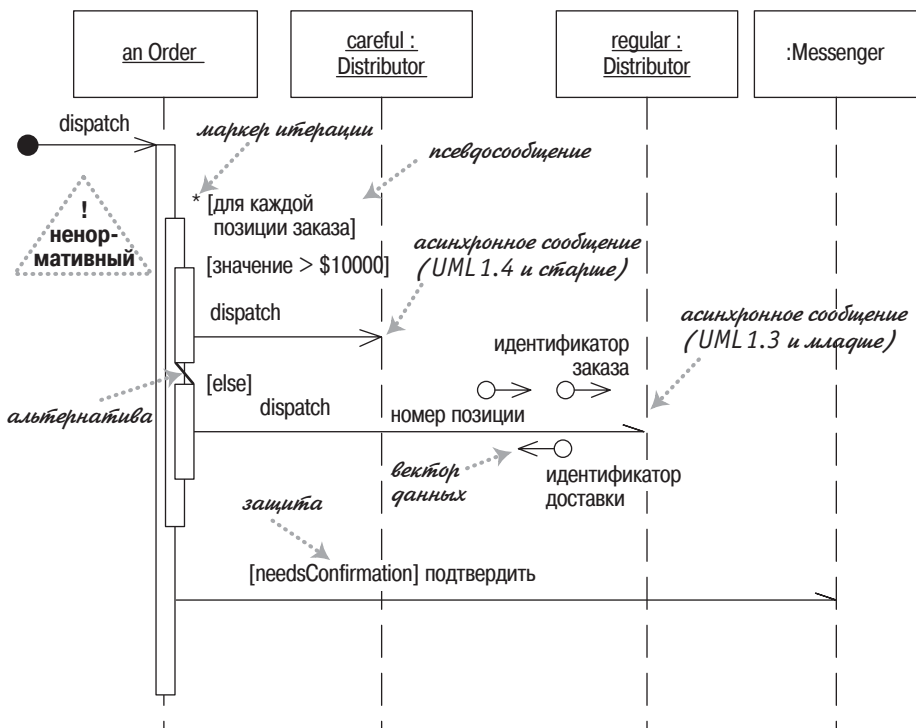 an Order
careful :
Distributor
regular :
Distributor
:Messenger
dispatch
маркер итерации
псевдосообщение
* [для каждой
позиции заказа]
!
ненор-
мативный
[значение > $10000]
асинхронное сообщение
(UML 1.4 и старше)
dispatch
асинхронное сообщение
(UML 1.3 и младше)
идентификатор
заказа
[else]
альтернатива
dispatch
номер позиции
вектор
данных
идентификатор
доставки
защита
[needsConfirmation] подтвердить